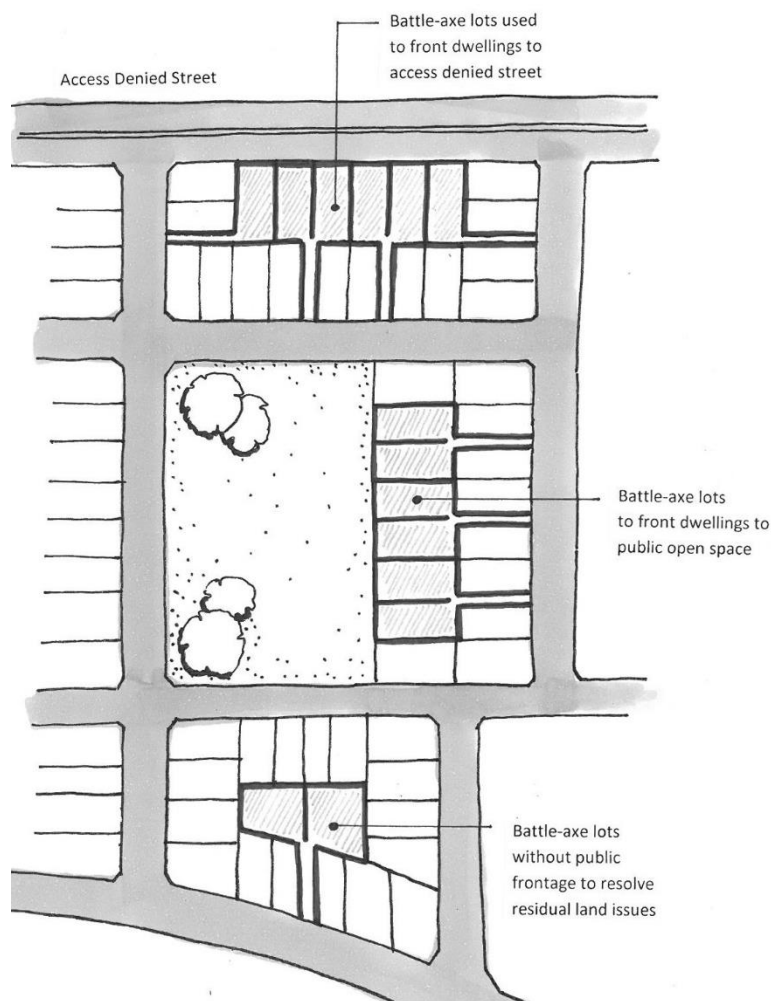 Battle-axe lots used
to front dwellings to
access denied street
Access Denied Street
Battle-axe lots
to front dwellings to
public open space
Battle-axe lots
without public
frontage to resolve
residual land issues